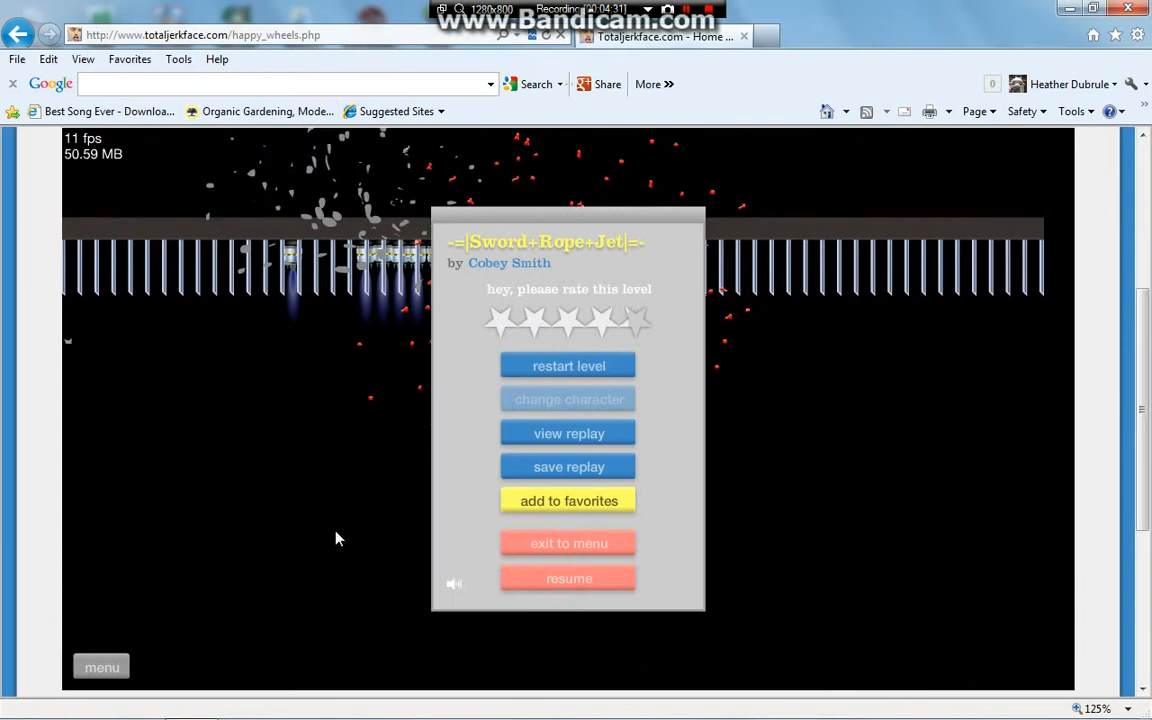 1280x800 Recording [00:04:31]
www.Bandicam.com
http://www.totaljerkface.com/happy_wheels.php
Totaljerkface.com - Home ...
File Edit View Favorites Tools Help
Google Search Share More » 0 Heather Dubrule
Best Song Ever - Downloa... Organic Gardening, Mode... Suggested Sites Page Safety Tools
11 fps
50.59 MB
-=|Sword+Rope+Jet|=-
by Cobey Smith
hey, please rate this level
restart level
change character
view replay
save replay
add to favorites
exit to menu
resume
menu
125%